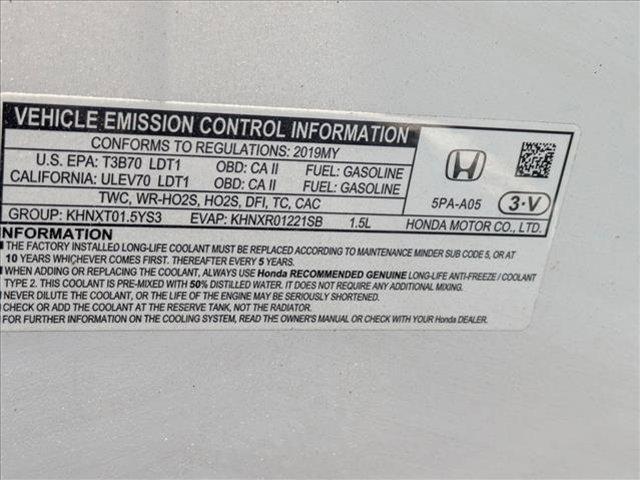 VEHICLE EMISSION CONTROL INFORMATION
CONFORMS TO REGULATIONS: 2019MY
U.S. EPA: T3B70 LDT1 OBD: CA II FUEL: GASOLINE
CALIFORNIA: ULEV70 LDT1 OBD: CA II FUEL: GASOLINE
TWC, WR-HO2S, HO2S, DFI, TC, CAC
GROUP: KHNXT01.5YS3 EVAP: KHNXR01221SB 1.5L
5PA-A05 3·V
HONDA MOTOR CO., LTD.
INFORMATION
■ THE FACTORY INSTALLED LONG-LIFE COOLANT MUST BE REPLACED ACCORDING TO MAINTENANCE MINDER SUB CODE 5, OR AT
10 YEARS WHICHEVER COMES FIRST. THEREAFTER EVERY 5 YEARS.
■ WHEN ADDING OR REPLACING THE COOLANT, ALWAYS USE Honda RECOMMENDED GENUINE LONG-LIFE ANTI-FREEZE / COOLANT
TYPE 2. THIS COOLANT IS PRE-MIXED WITH 50% DISTILLED WATER. IT DOES NOT REQUIRE ANY ADDITIONAL MIXING.
■ NEVER DILUTE THE COOLANT, OR THE LIFE OF THE ENGINE MAY BE SERIOUSLY SHORTENED.
■ CHECK OR ADD THE COOLANT AT THE RESERVE TANK, NOT THE RADIATOR.
■ FOR FURTHER INFORMATION ON THE COOLING SYSTEM, READ THE OWNER'S MANUAL OR CHECK WITH YOUR Honda DEALER.